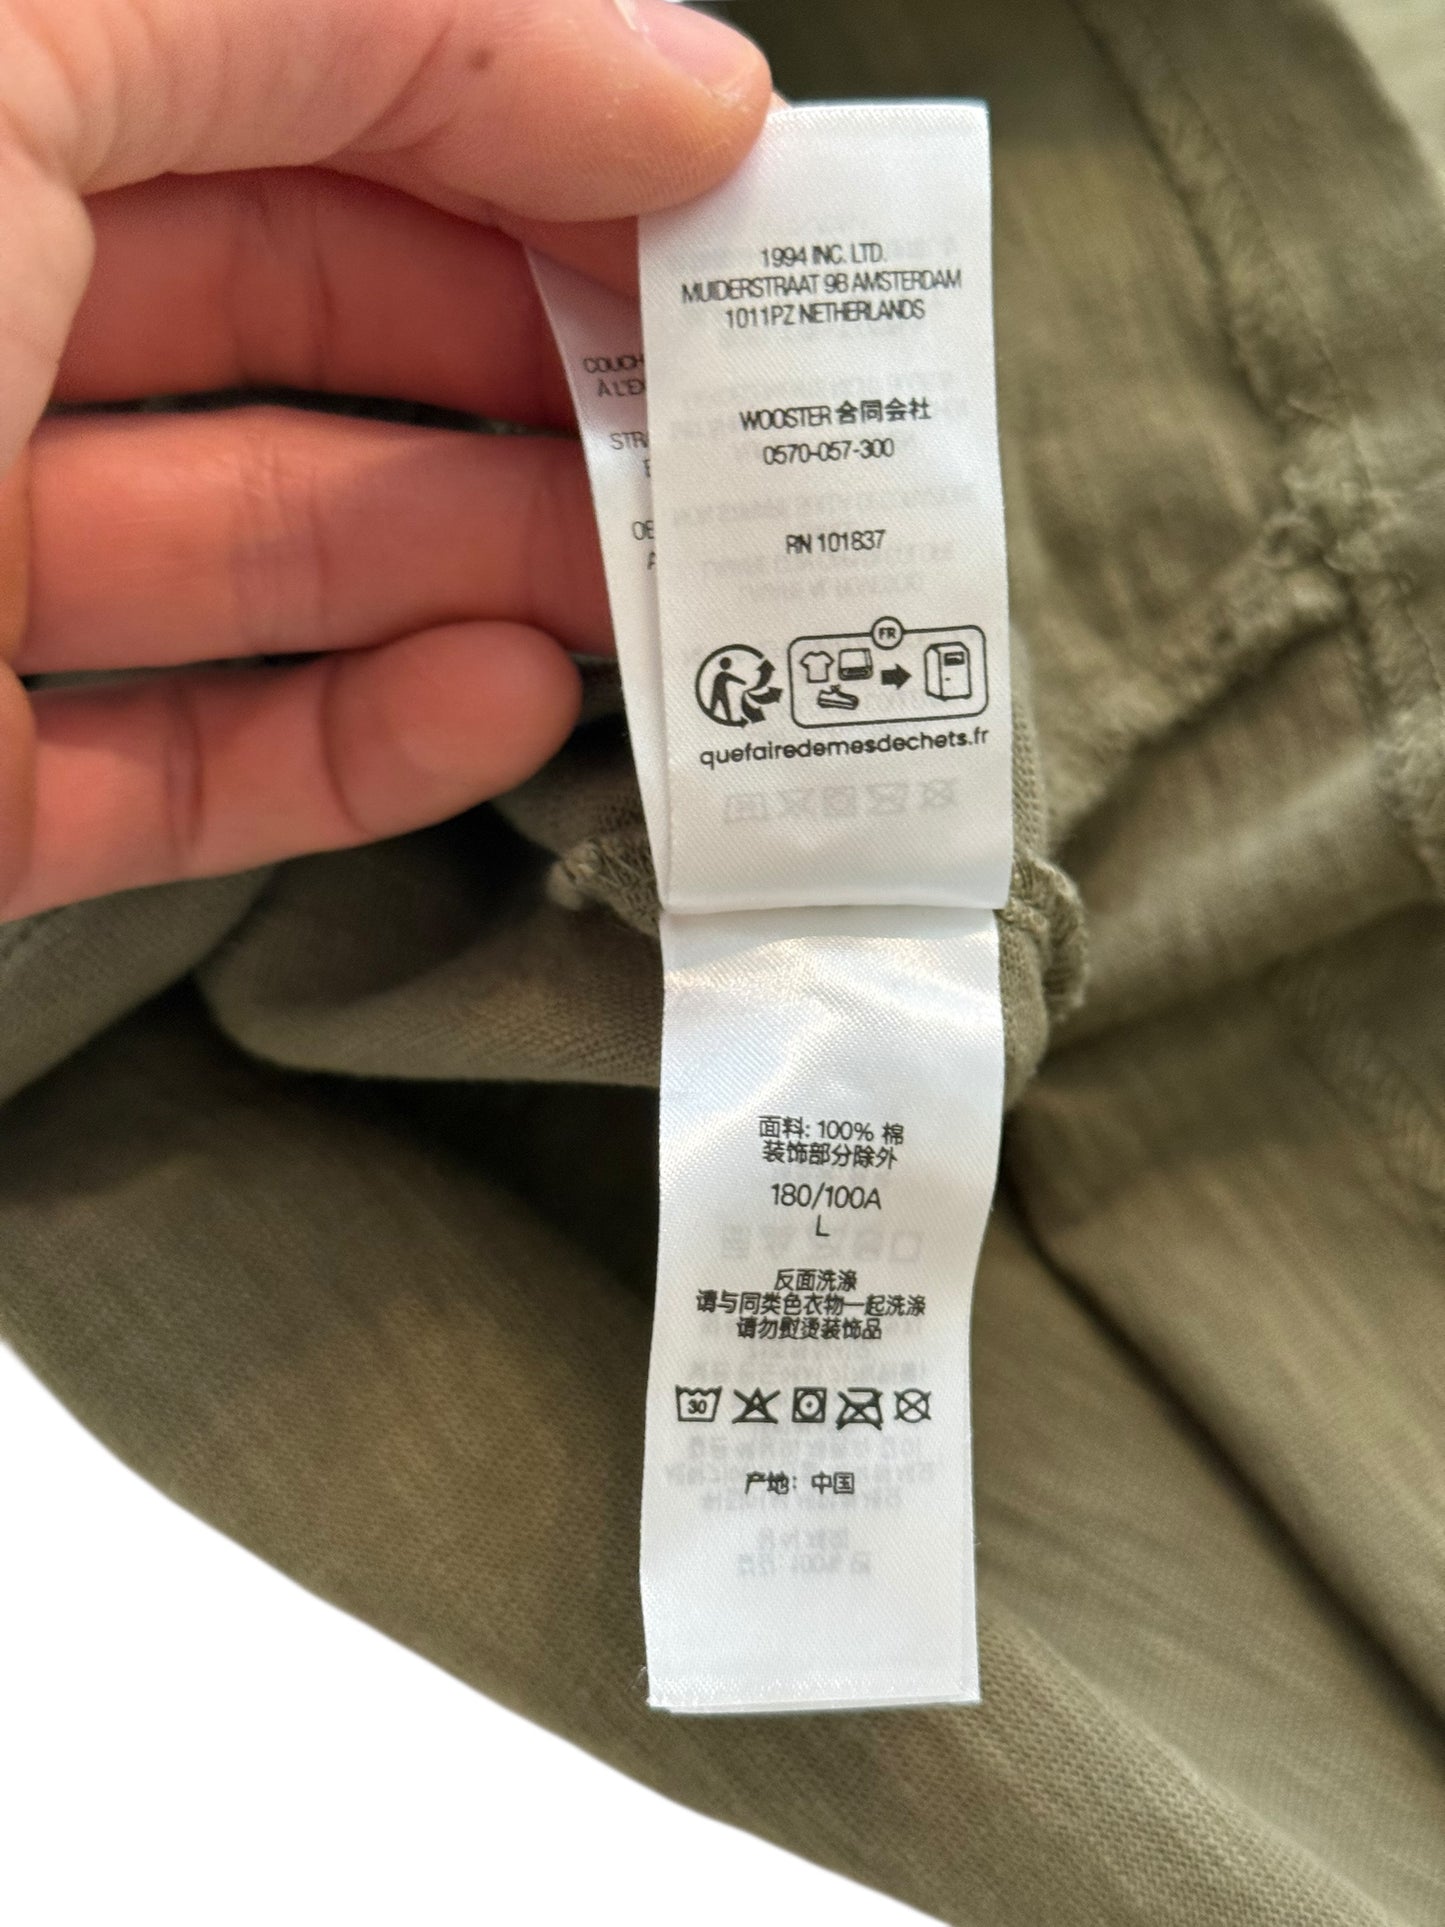 1994 INC. LTD.
MUIDERSTRAAT 9B AMSTERDAM
1011PZ NETHERLANDS
WOOSTER 合同会社
0570-057-300
RN 101837
FR
quefairedemesdechets.fr
面料: 100% 棉
装饰部分除外
180/100A
L
反面洗涤
请与同类色衣物一起洗涤
请勿熨烫装饰品
30
产地: 中国